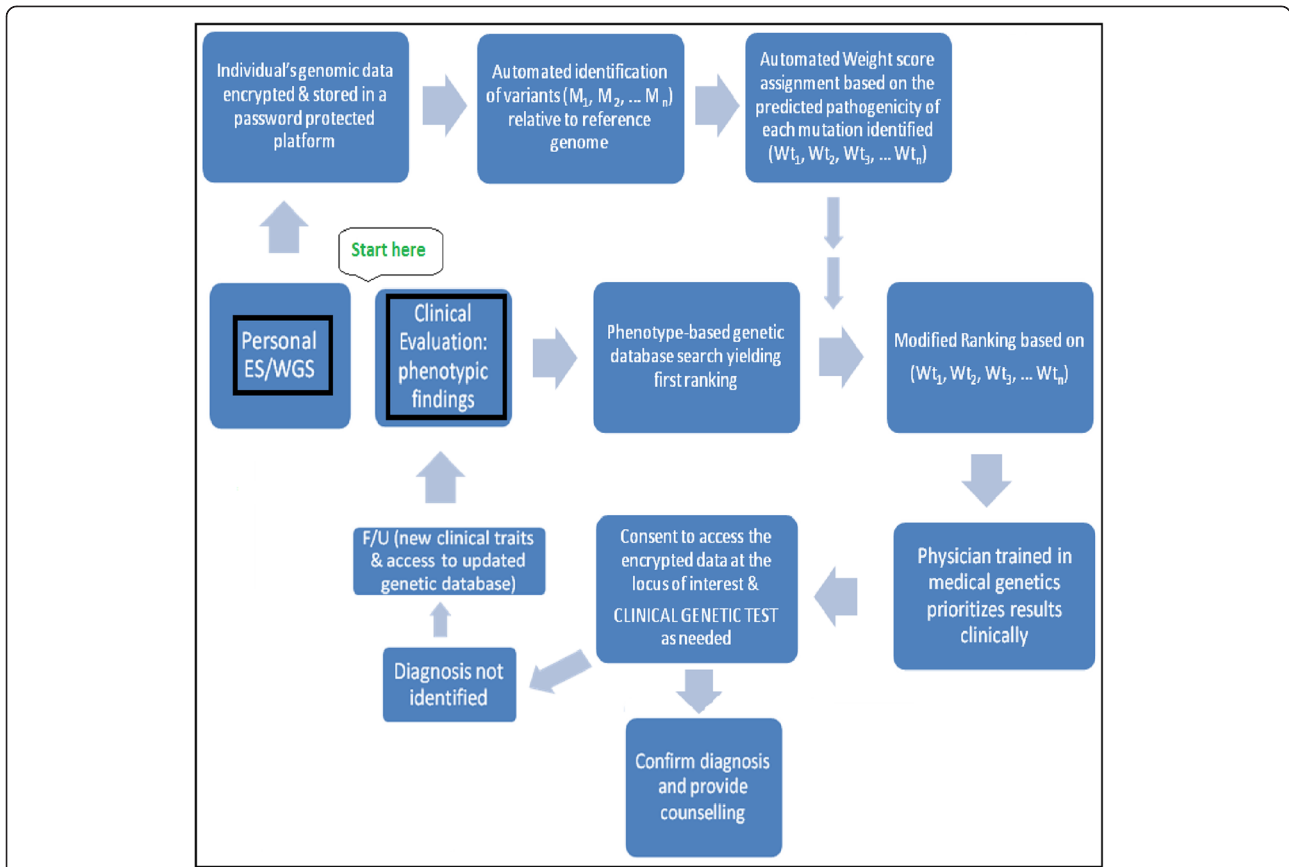 Individual's genomic data
encrypted & stored in a
password protected
platform
Automated identification
of variants (M₁, M₂, ... Mₙ)
relative to reference
genome
Automated Weight score
assignment based on the
predicted pathogenicity of
each mutation identified
(Wt₁, Wt₂, Wt₃, ... Wtₙ)
Start here
Personal
ES/WGS
Clinical
Evaluation:
phenotypic
findings
Phenotype-based genetic
database search yielding
first ranking
Modified Ranking based on
(Wt₁, Wt₂, Wt₃, ... Wtₙ)
F/U (new clinical traits
& access to updated
genetic database)
Consent to access the
encrypted data at the
locus of interest &
CLINICAL GENETIC TEST
as needed
Physician trained in
medical genetics
prioritizes results
clinically
Diagnosis not
identified
Confirm diagnosis
and provide
counselling